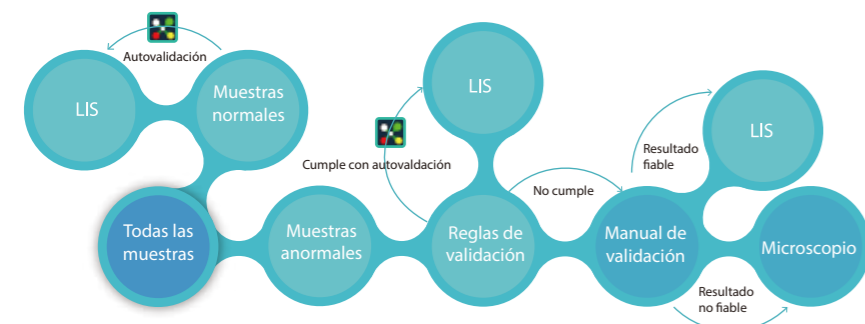 Autovalidación
LIS
Muestras
normales
LIS
Cumple con autovaldación
No cumple
Resultado
fiable
LIS
Todas las
muestras
Muestras
anormales
Reglas de
validación
Manual de
validación
Microscopio
Resultado
no fiable